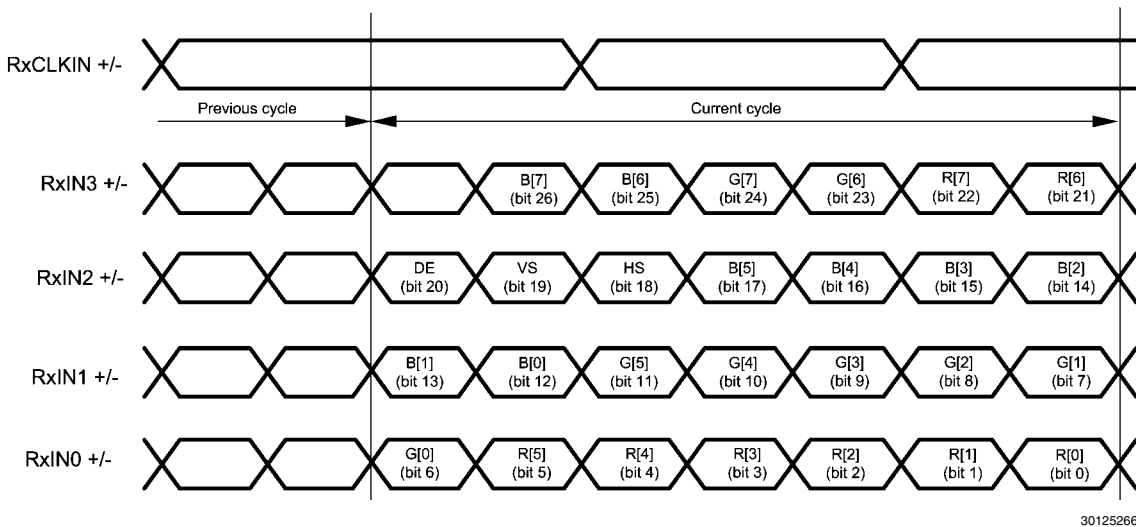 RxCLKIN +/-
Previous cycle
Current cycle
RxIN3 +/-
B[7] B[6] G[7] G[6] R[7] R[6]
(bit 26) (bit 25) (bit 24) (bit 23) (bit 22) (bit 21)
RxIN2 +/-
DE VS HS B[5] B[4] B[3] B[2]
(bit 20) (bit 19) (bit 18) (bit 17) (bit 16) (bit 15) (bit 14)
RxIN1 +/-
B[1] B[0] G[5] G[4] G[3] G[2] G[1]
(bit 13) (bit 12) (bit 11) (bit 10) (bit 9) (bit 8) (bit 7)
RxIN0 +/-
G[0] R[5] R[4] R[3] R[2] R[1] R[0]
(bit 6) (bit 5) (bit 4) (bit 3) (bit 2) (bit 1) (bit 0)
30125266